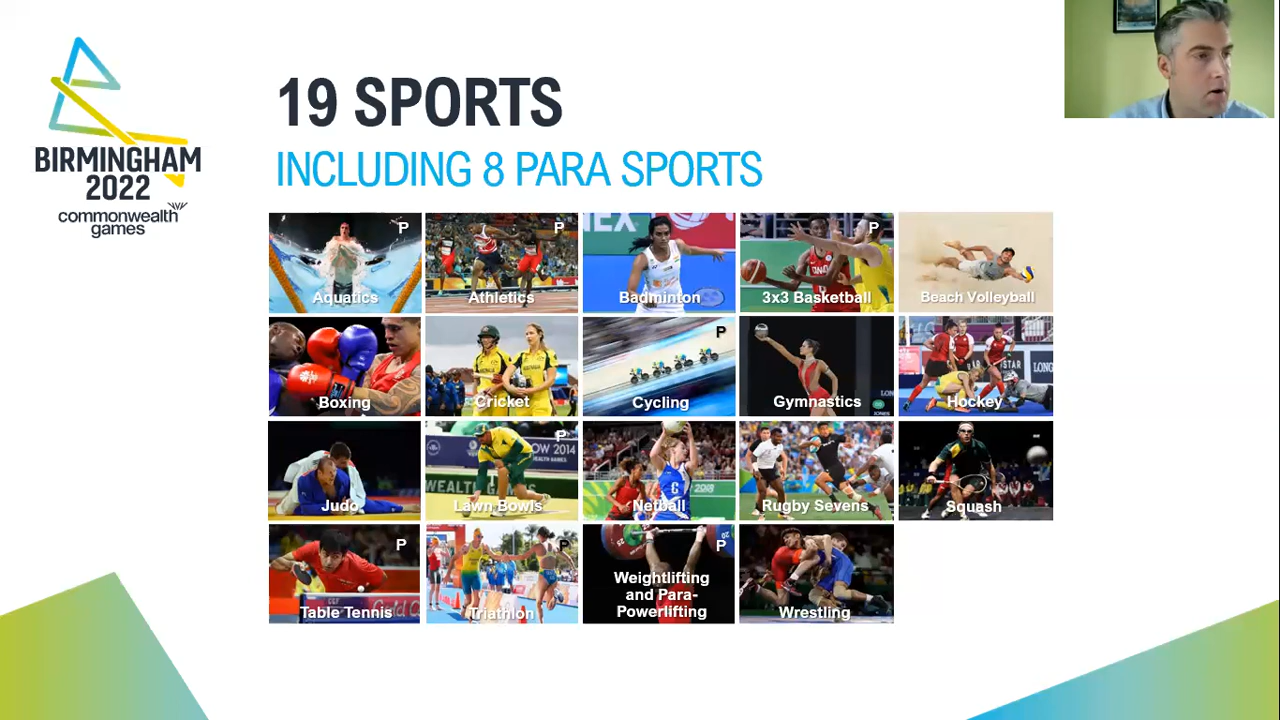 BIRMINGHAM
2022
commonwealth
games
19 SPORTS
INCLUDING 8 PARA SPORTS
P
Aquatics
P
Athletics
Badminton
P
3x3 Basketball
Beach Volleyball
Boxing
Cricket
P
Cycling
Gymnastics
Hockey
Judo
P
Lawn Bowls
Netball
Rugby Sevens
Squash
P
Table Tennis
P
Triathlon
P
Weightlifting
and Para-
Powerlifting
Wrestling